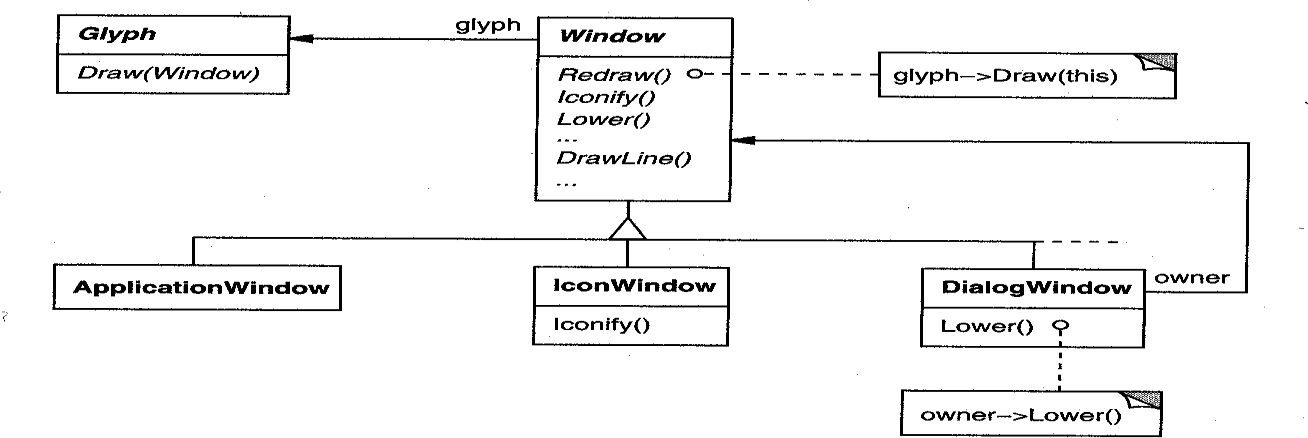 Glyph
Draw(Window)
glyph
Window
Redraw()
Iconify()
Lower()
...
DrawLine()
...
glyph->Draw(this)
ApplicationWindow
IconWindow
Iconify()
DialogWindow
Lower()
owner
owner->Lower()